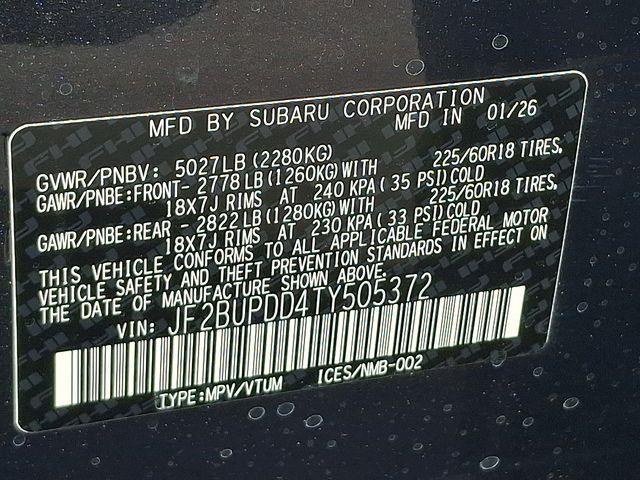 MFD BY SUBARU CORPORATION
MFD IN 01/26
GVWR/PNBV: 5027LB (2280KG)
GAWR/PNBE:FRONT- 2778 LB (1260KG)WITH 225/60R18 TIRES,
18X7J RIMS AT 240 KPA (35 PSI)COLD
GAWR/PNBE:REAR - 2822 LB (1280KG)WITH 225/60R18 TIRES,
18X7J RIMS AT 230 KPA (33 PSI)COLD
THIS VEHICLE CONFORMS TO ALL APPLICABLE FEDERAL MOTOR
VEHICLE SAFETY AND THEFT PREVENTION STANDARDS IN EFFECT ON
THE DATE OF MANUFACTURE SHOWN ABOVE.
VIN: JF2BUPDD4TY505372
TYPE:MPV/VTUM ICES/NMB-002